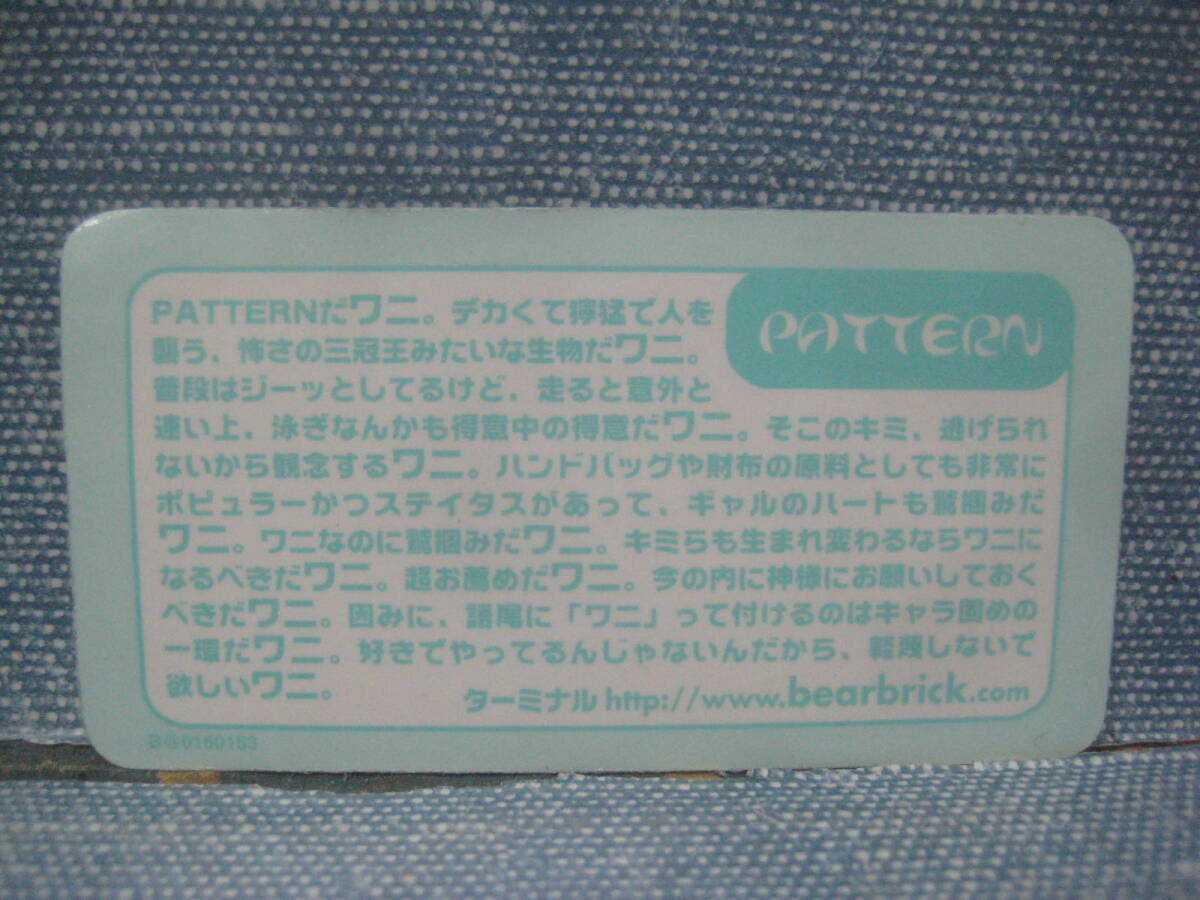 PATTERN
PATTERNだワニ。デカくて獰猛で人を
襲う、怖さの三冠王みたいな生物だワニ。
普段はジーッとしてるけど、走ると意外と
速い上、泳ぎなんかも得意中の得意だワニ。そこのキミ、逃げられ
ないから観念するワニ。ハンドバッグや財布の原料としても非常に
ポピュラーかつステイタスがあって、ギャルのハートも鷲掴みだ
ワニ。ワニなのに鷲掴みだワニ。キミらも生まれ変わるならワニに
なるべきだワニ。超お薦めだワニ。今の内に神様にお願いしておく
べきだワニ。因みに、語尾に「ワニ」って付けるのはキャラ固めの
一環だワニ。好きでやってるんじゃないんだから、軽蔑しないで
欲しいワニ。
ターミナル http://www.bearbrick.com
0150153